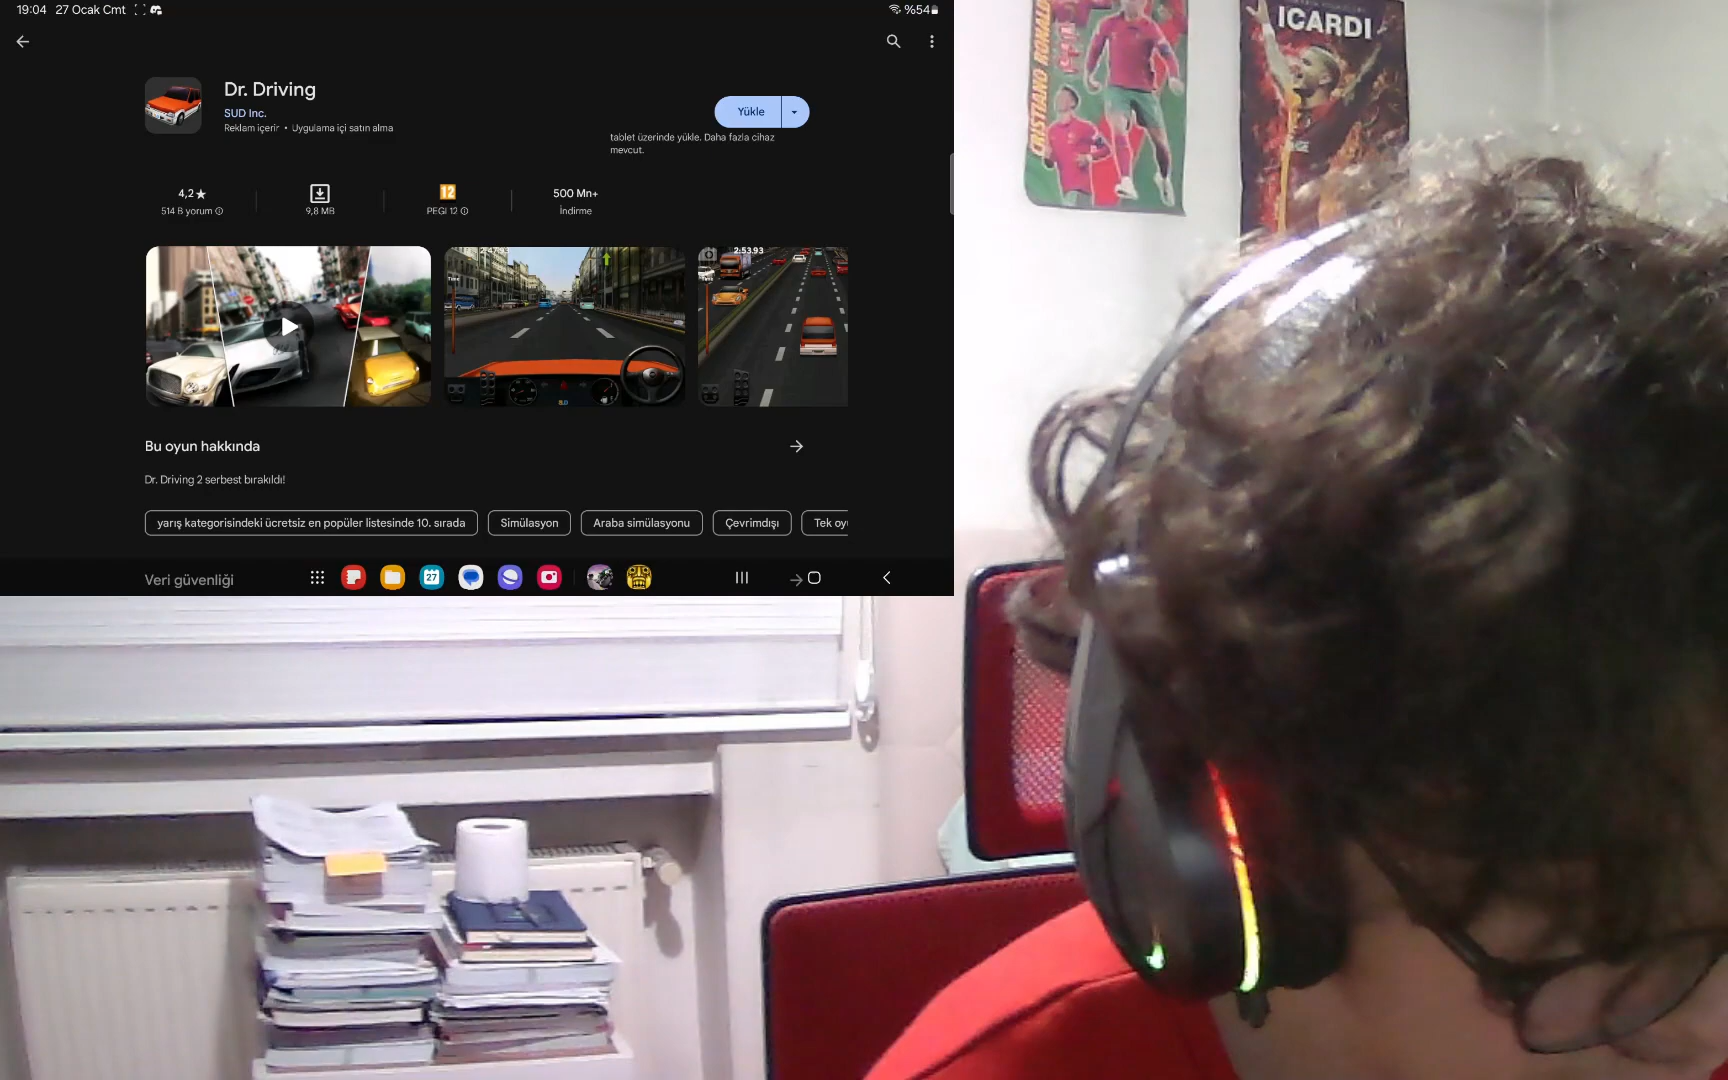 19:04 27 Ocak Cmt
%54
Dr. Driving
SUD Inc.
Reklam içerir • Uygulama içi satın alma
Yükle
tablet üzerinde yükle. Daha fazla cihaz
mevcut.
4,2★
514 B yorum
9,8 MB
12
PEGI 12
500 Mn+
İndirme
2:53.93
Bu oyun hakkında
Dr. Driving 2 serbest bırakıldı!
yarış kategorisindeki ücretsiz en popüler listesinde 10. sırada
Simülasyon
Araba simülasyonu
Çevrimdışı
Tek oyu
Veri güvenliği
27
CRISTIANO RONALD
ICARDI